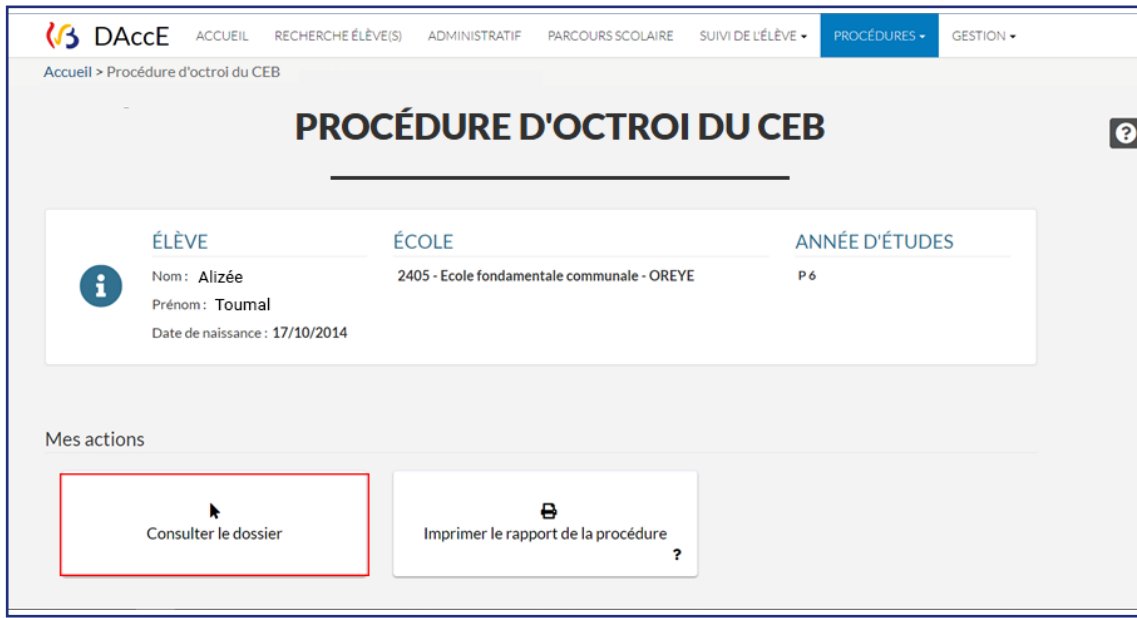 DAccE ACCUEIL RECHERCHE ÉLÈVE(S) ADMINISTRATIF PARCOURS SCOLAIRE SUIVI DE L'ÉLÈVE PROCÉDURES GESTION
Accueil > Procédure d'octroi du CEB
PROCÉDURE D'OCTROI DU CEB
?
ÉLÈVE
Nom : Alizée
Prénom : Toumal
Date de naissance : 17/10/2014
ÉCOLE
2405 - Ecole fondamentale communale - OREYE
ANNÉE D'ÉTUDES
P 6
Mes actions
Consulter le dossier
Imprimer le rapport de la procédure
?